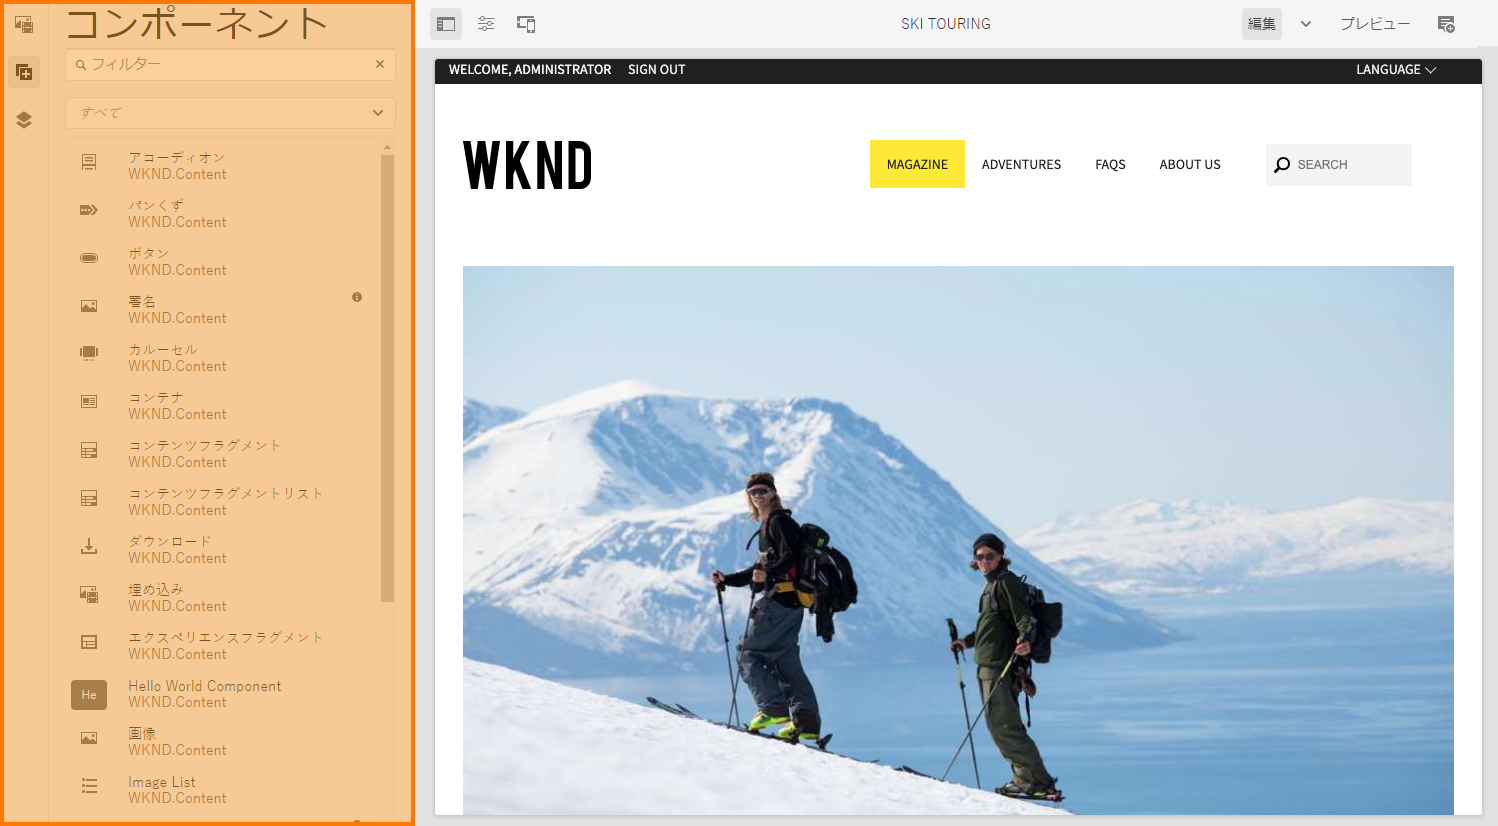 コンポーネント
フィルター
すべて
アコーディオン
WKND.Content
パンくず
WKND.Content
ボタン
WKND.Content
署名
WKND.Content
カルーセル
WKND.Content
コンテナ
WKND.Content
コンテンツフラグメント
WKND.Content
コンテンツフラグメントリスト
WKND.Content
ダウンロード
WKND.Content
埋め込み
WKND.Content
エクスペリエンスフラグメント
WKND.Content
He
Hello World Component
WKND.Content
画像
WKND.Content
Image List
WKND.Content
SKI TOURING
編集
プレビュー
WELCOME, ADMINISTRATOR SIGN OUT LANGUAGE
WKND
MAGAZINE ADVENTURES FAQS ABOUT US SEARCH